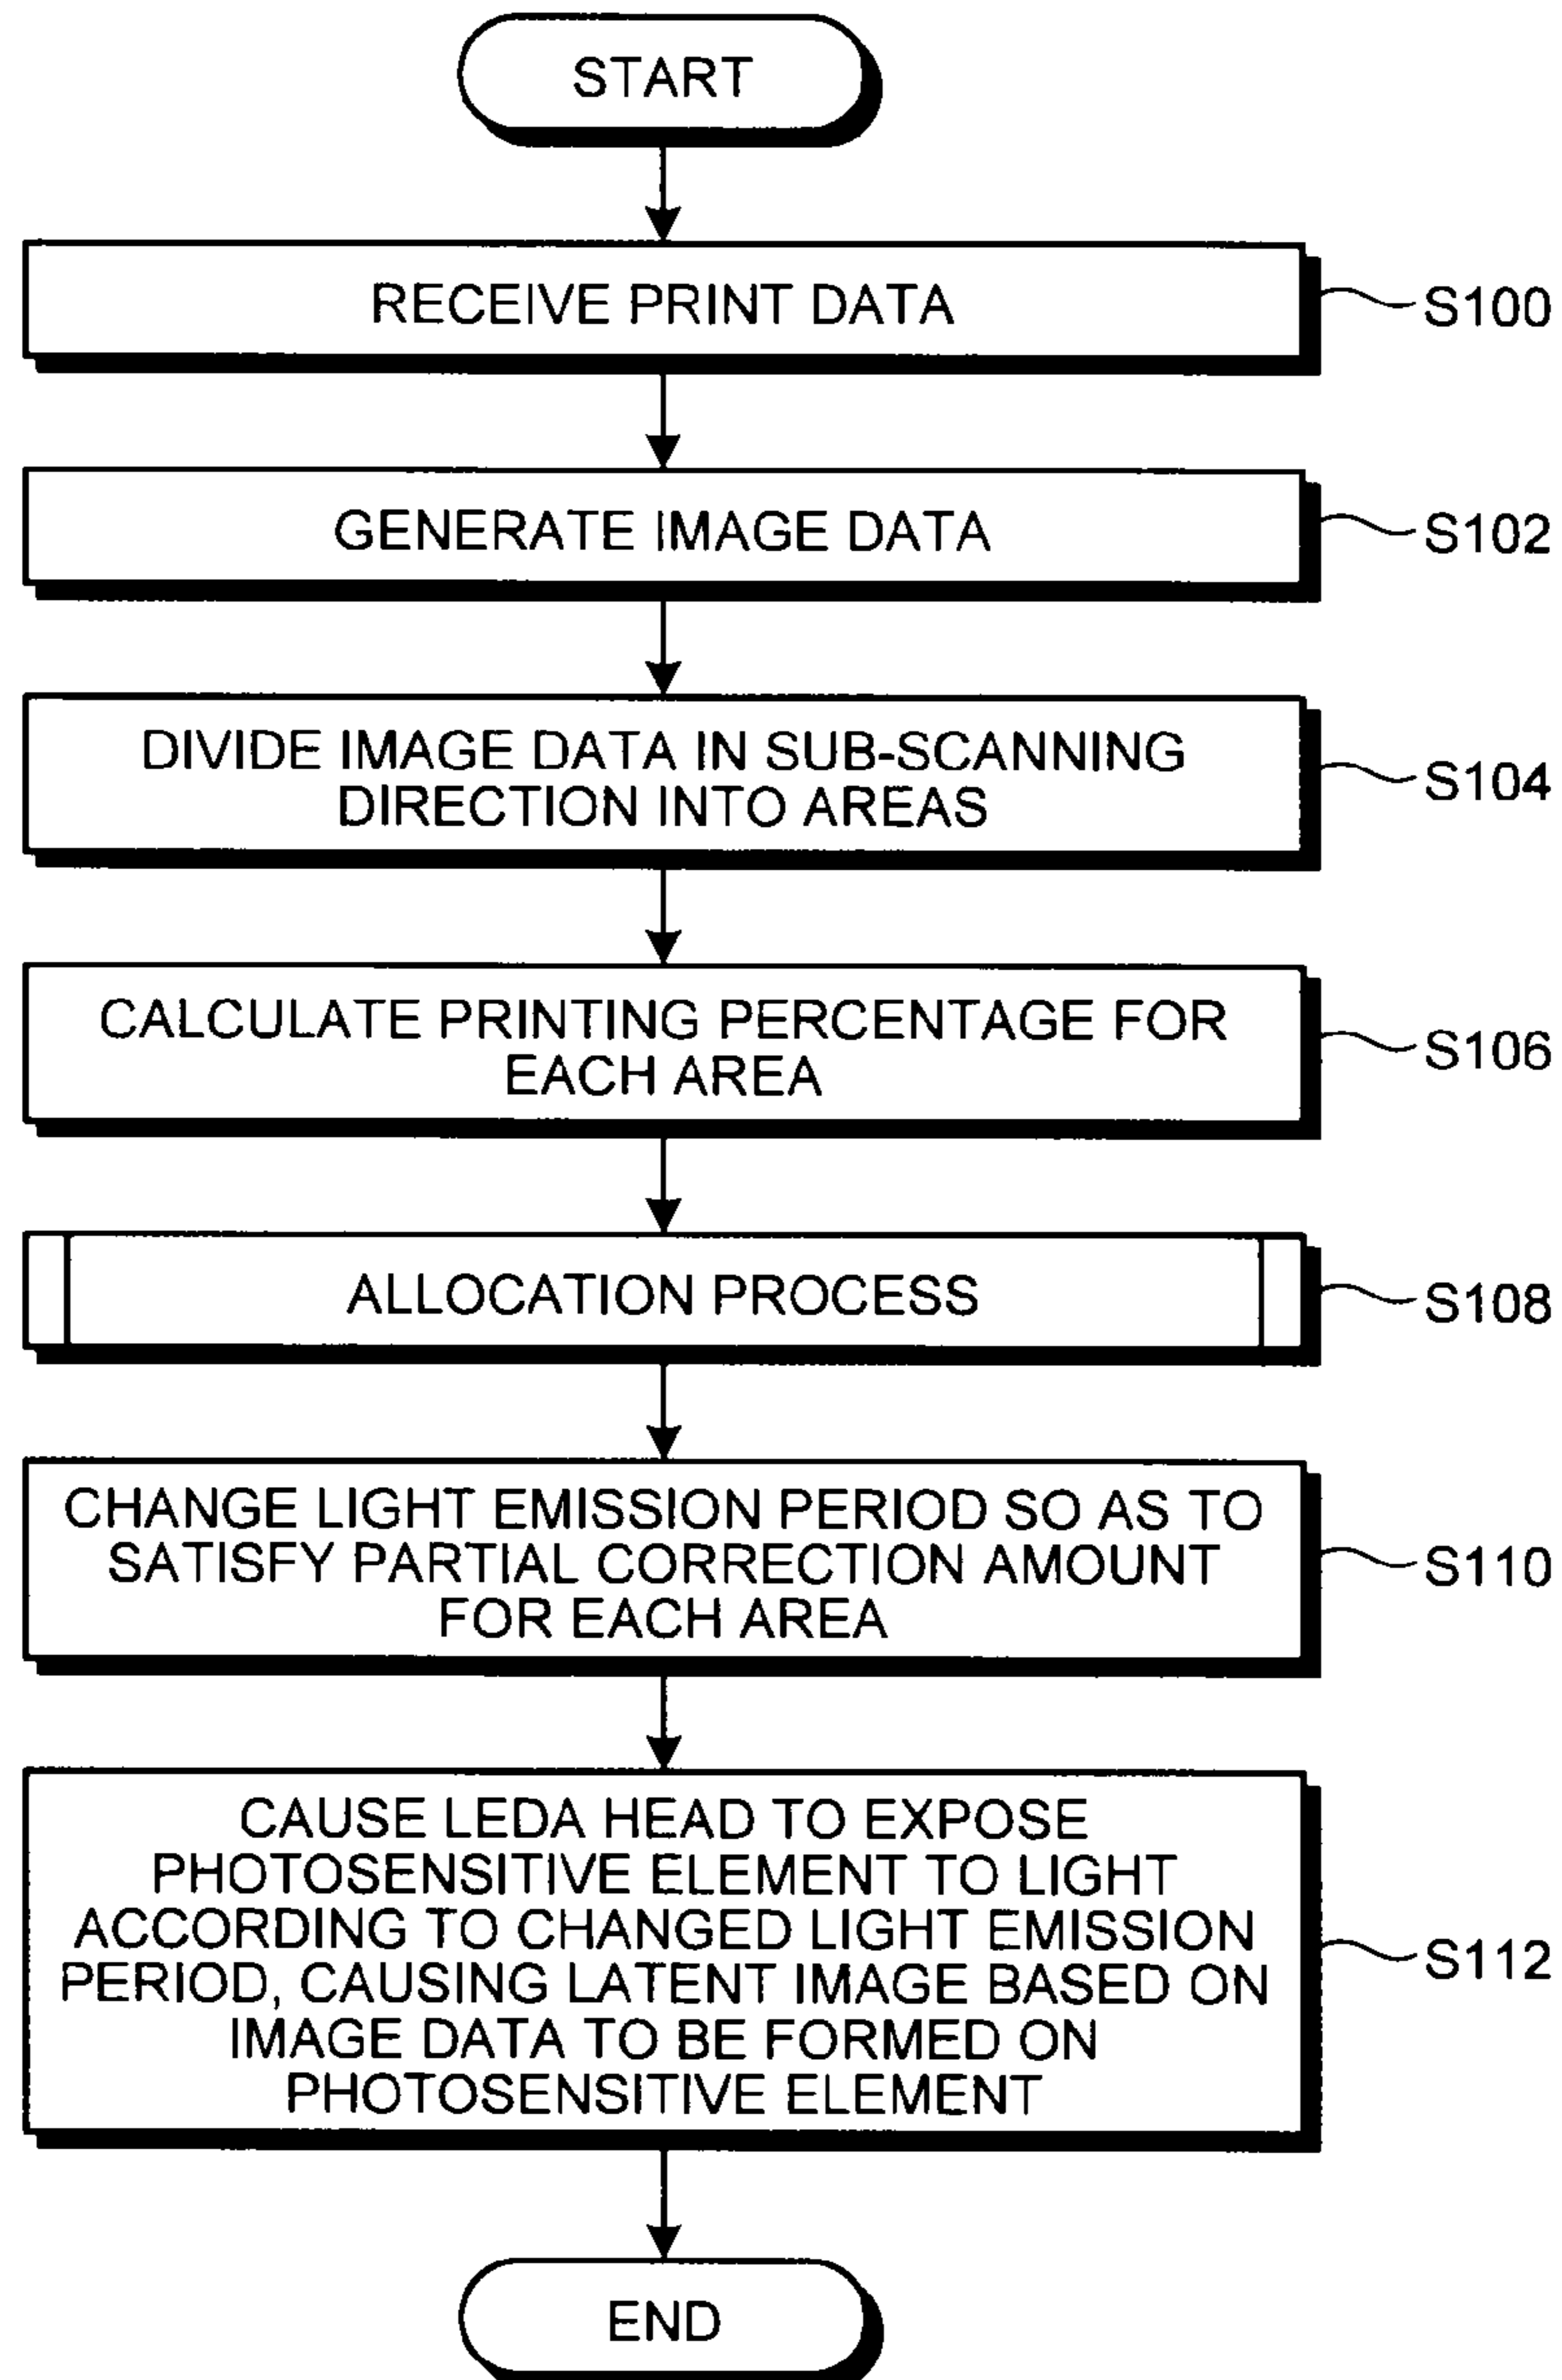 START
RECEIVE PRINT DATA
S100
GENERATE IMAGE DATA
S102
DIVIDE IMAGE DATA IN SUB-SCANNING
DIRECTION INTO AREAS
S104
CALCULATE PRINTING PERCENTAGE FOR
EACH AREA
S106
ALLOCATION PROCESS
S108
CHANGE LIGHT EMISSION PERIOD SO AS TO
SATISFY PARTIAL CORRECTION AMOUNT
FOR EACH AREA
S110
CAUSE LEDA HEAD TO EXPOSE
PHOTOSENSITIVE ELEMENT TO LIGHT
ACCORDING TO CHANGED LIGHT EMISSION
PERIOD, CAUSING LATENT IMAGE BASED ON
IMAGE DATA TO BE FORMED ON
PHOTOSENSITIVE ELEMENT
S112
END